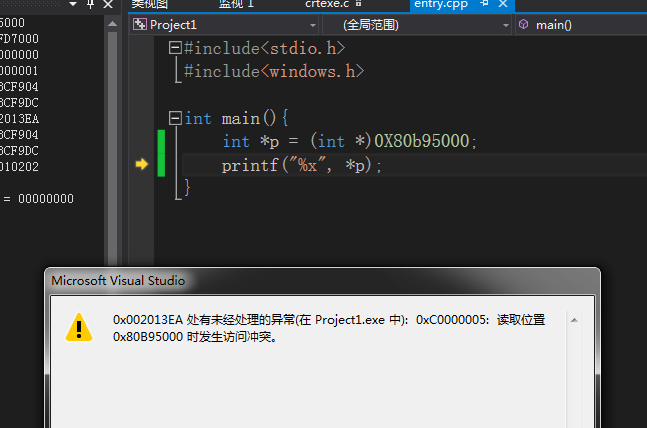 类视图 监视 1 crtexe.c entry.cpp
Project1 (全局范围) main()
5000
FD7000
000000
000001
3CF904
3CF9DC
2013EA
3CF904
3CF9DC
010202
= 00000000
#include<stdio.h>
#include<windows.h>
int main(){
int *p = (int *)0X80b95000;
printf("%x", *p);
}
Microsoft Visual Studio
0x002013EA 处有未经处理的异常(在 Project1.exe 中): 0xC0000005: 读取位置
0x80B95000 时发生访问冲突。